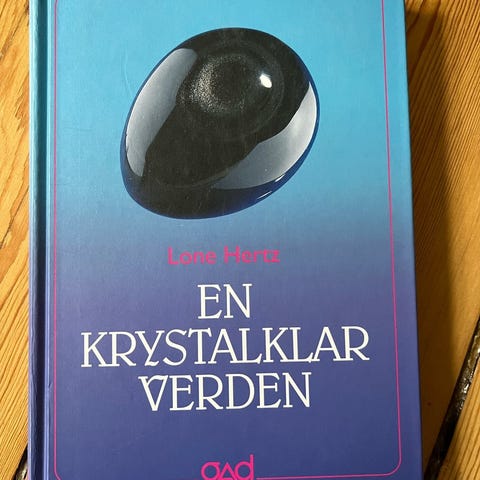 Lone Hertz
EN
KRYSTALKLAR
VERDEN
gad